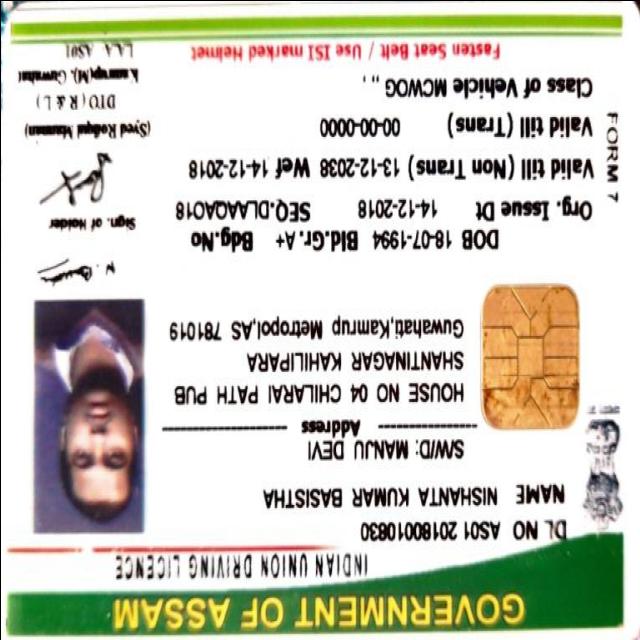 GOVERNMENT OF ASSAM
INDIAN UNION DRIVING LICENCE
DL NO AS01 20180010830
NAME NISHANTA KUMAR BASISTHA
S/W/D: MANJU DEVI
Address
HOUSE NO 04 CHILARAI PATH PUB
SHANTINAGAR KAHILIPARA
Guwahati,Kamrup Metropol,AS 781019
DOB 18-07-1994 Bld.Gr. A+ Bdg.No
Org. Issue Dt 14-12-2018 SEQ.DLAAQAO18
Valid till (Non Trans) 13-12-2038 Wef 14-12-2018
Valid till (Trans) 00-00-0000
Class of Vehicle MCWOG , ,
FORM 7
Sign. of Holder
(Syed Rofiqur
DTO ( R & L )
Kamrup(M), Guwahati
AS01
Fasten Seat Belt / Use ISI marked Helmet